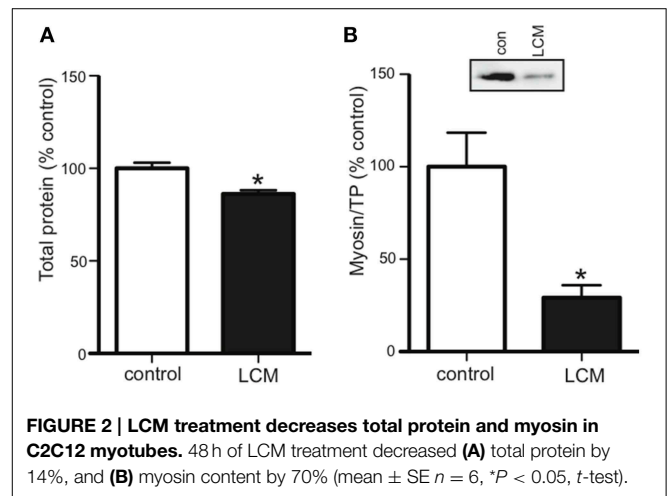 A
150
100
50
0
Total protein (% control)
*
control
LCM
B
con
LCM
150
100
50
0
Myosin/TP (% control)
*
control
LCM
FIGURE 2 | LCM treatment decreases total protein and myosin in
C2C12 myotubes. 48 h of LCM treatment decreased (A) total protein by
14%, and (B) myosin content by 70% (mean ± SE n = 6, *P < 0.05, t-test).